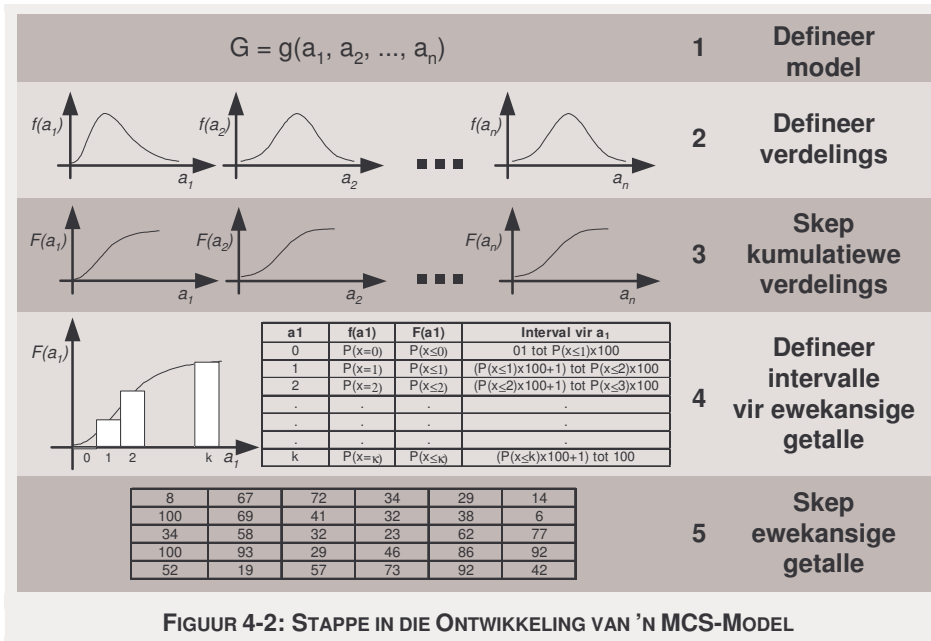 G = g(a₁, a₂, ..., aₙ)
1
Defineer
model
f(a₁)
a₁
f(a₂)
a₂
f(aₙ)
aₙ
2
Defineer
verdelings
F(a₁)
a₁
F(a₂)
a₂
F(aₙ)
aₙ
3
Skep
kumulatiewe
verdelings
F(a₁)
0 1 2 k a₁
a1 f(a1) F(a1) Interval vir a₁
0 P(x=0) P(x≤0) 01 tot P(x≤1)x100
1 P(x=1) P(x≤1) (P(x≤1)x100+1) tot P(x≤2)x100
2 P(x=2) P(x≤2) (P(x≤2)x100+1) tot P(x≤3)x100
. . . .
. . . .
. . . .
k P(x=κ) P(x≤κ) (P(x≤k)x100+1) tot 100
4
Defineer
intervalle
vir ewekansige
getalle
8 67 72 34 29 14
100 69 41 32 38 6
34 58 32 23 62 77
100 93 29 46 86 92
52 19 57 73 92 42
5
Skep
ewekansige
getalle
FIGUUR 4-2: STAPPE IN DIE ONTWIKKELING VAN 'N MCS-MODEL